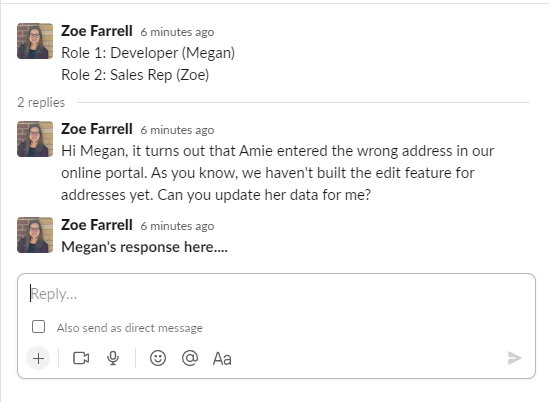 Zoe Farrell 6 minutes ago
Role 1: Developer (Megan)
Role 2: Sales Rep (Zoe)
2 replies
Zoe Farrell 6 minutes ago
Hi Megan, it turns out that Amie entered the wrong address in our
online portal. As you know, we haven't built the edit feature for
addresses yet. Can you update her data for me?
Zoe Farrell 6 minutes ago
Megan's response here....
Reply...
Also send as direct message
Aa